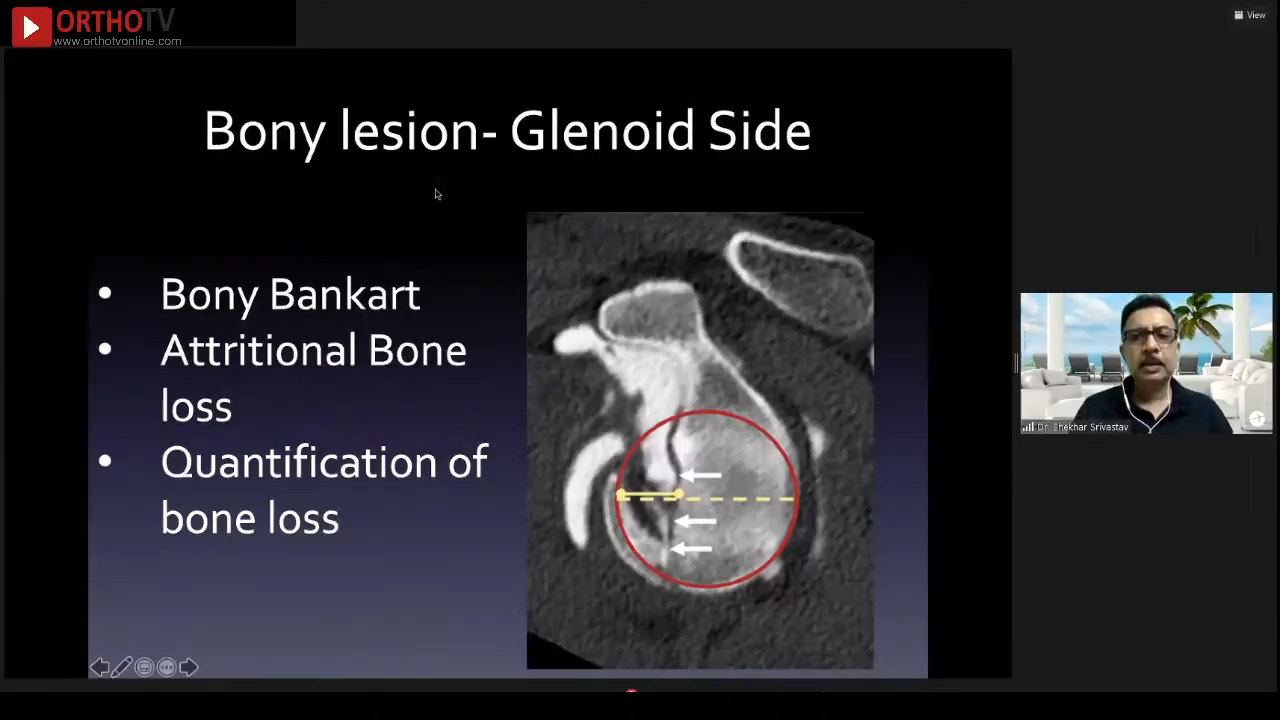 ORTHOTV
www.orthotvonline.com
View
Bony lesion- Glenoid Side
• Bony Bankart
• Attritional Bone
loss
• Quantification of
bone loss
Dr. Shekhar Srivastav